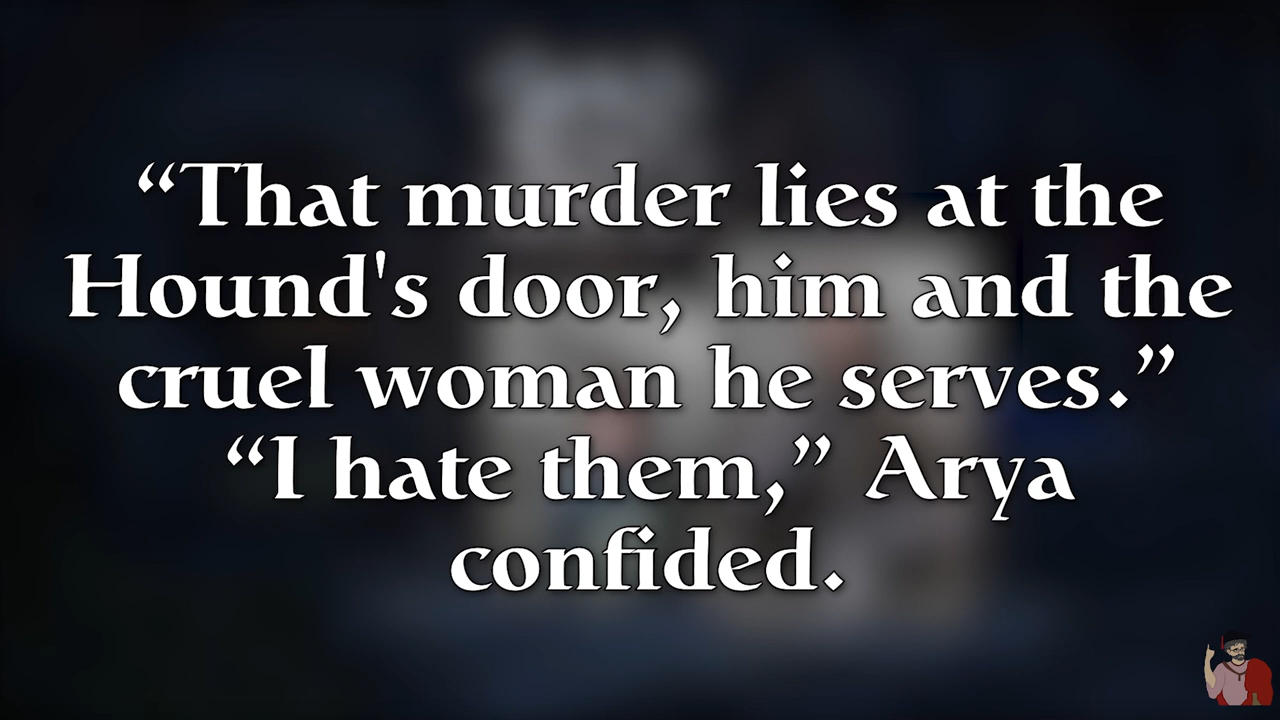 “That murder lies at the
Hound's door, him and the
cruel woman he serves.”
“I hate them,” Arya
confided.